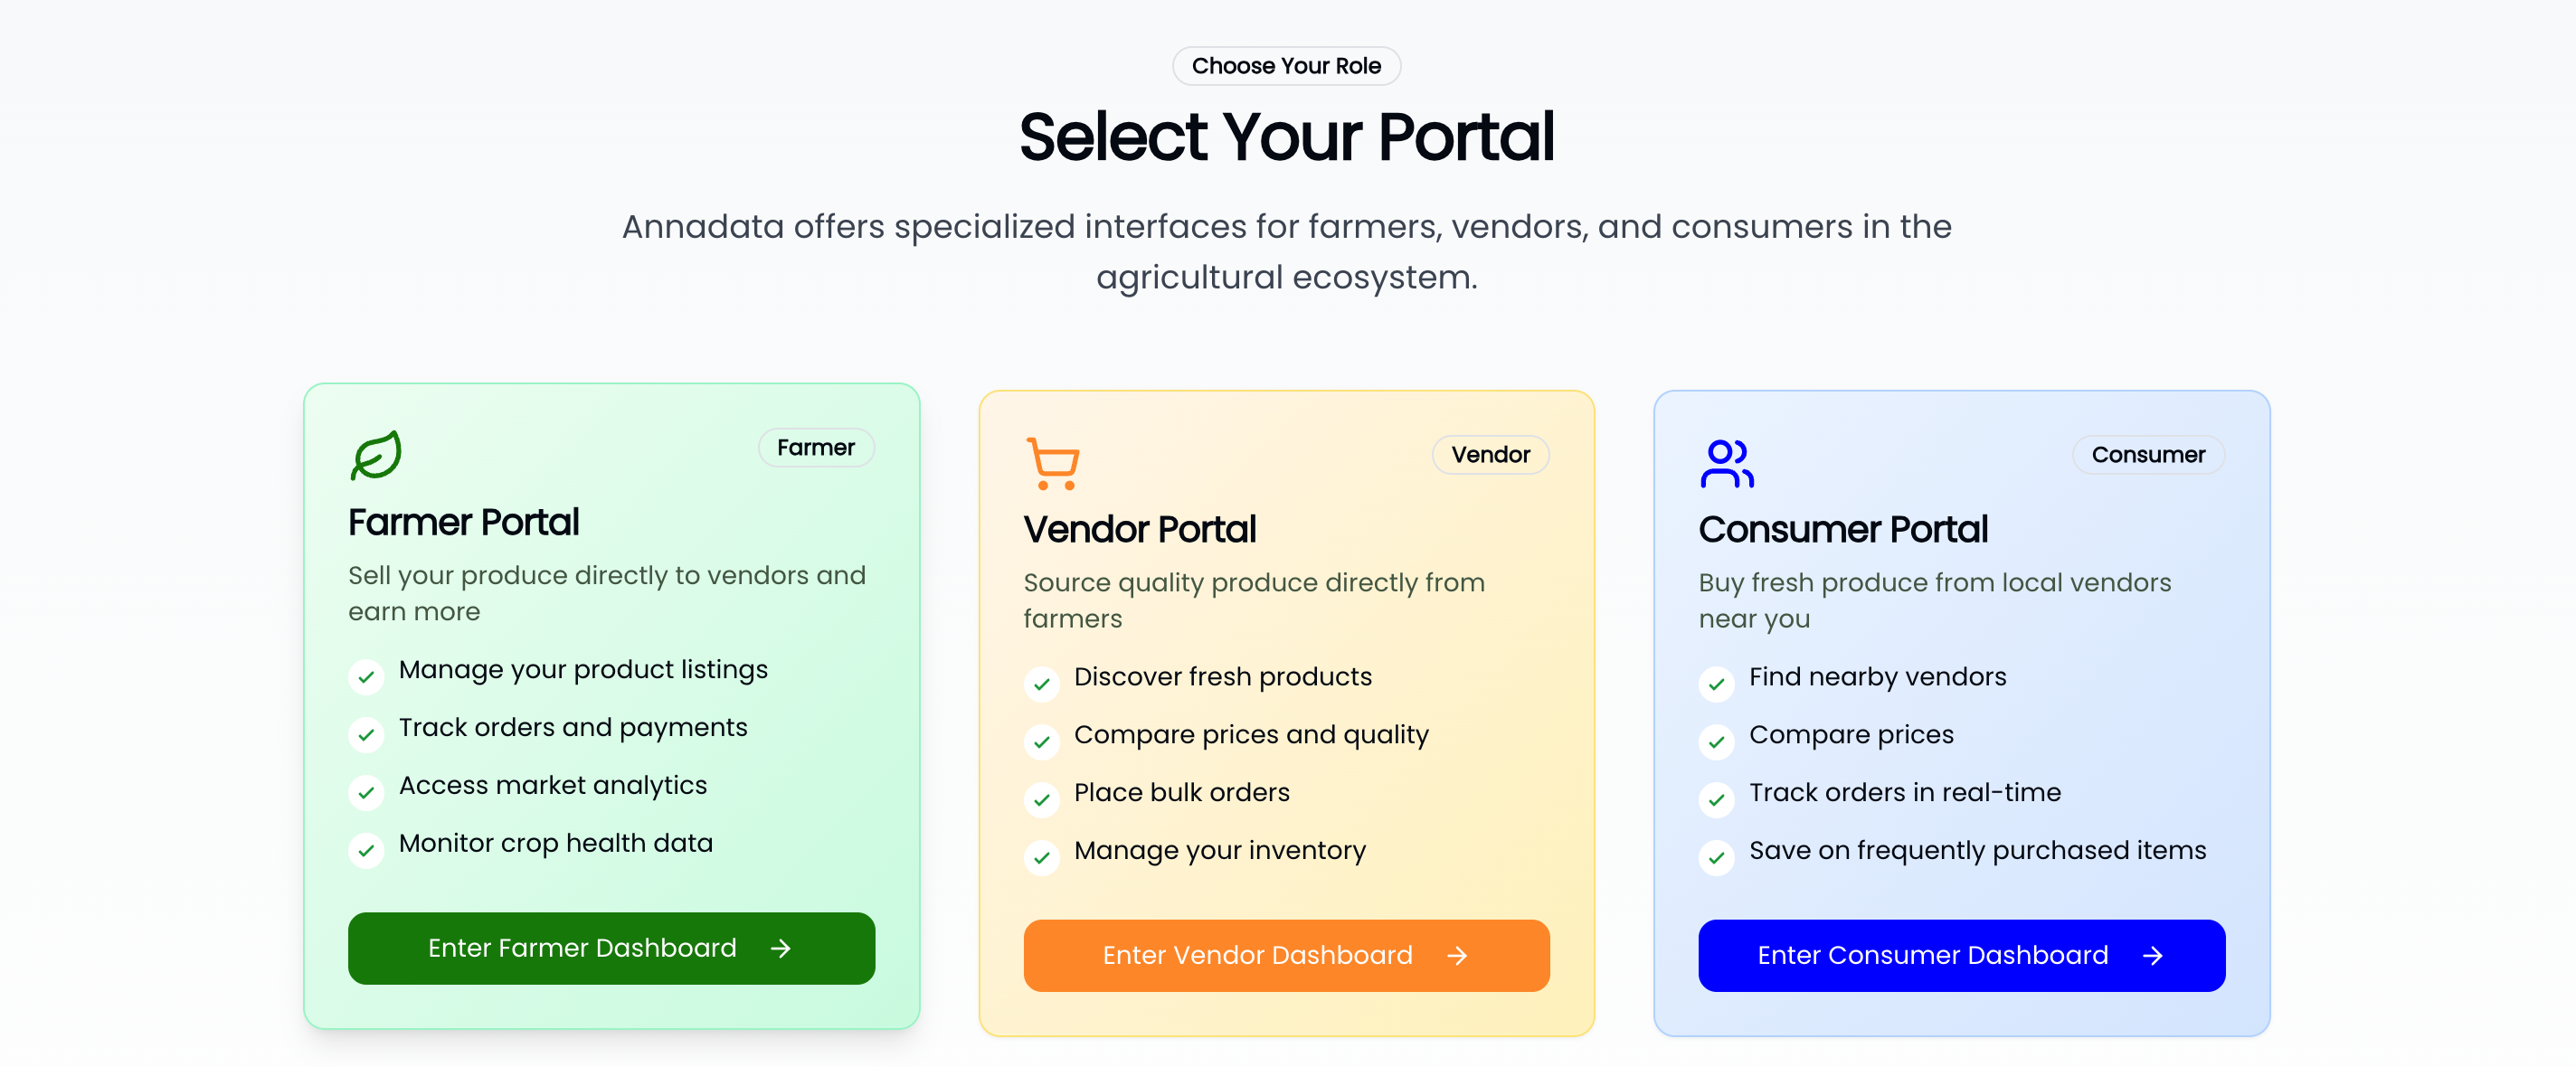 Choose Your Role
Select Your Portal
Annadata offers specialized interfaces for farmers, vendors, and consumers in the
agricultural ecosystem.
Farmer
Farmer Portal
Sell your produce directly to vendors and
earn more
Manage your product listings
Track orders and payments
Access market analytics
Monitor crop health data
Enter Farmer Dashboard
Vendor
Vendor Portal
Source quality produce directly from
farmers
Discover fresh products
Compare prices and quality
Place bulk orders
Manage your inventory
Enter Vendor Dashboard
Consumer
Consumer Portal
Buy fresh produce from local vendors
near you
Find nearby vendors
Compare prices
Track orders in real-time
Save on frequently purchased items
Enter Consumer Dashboard